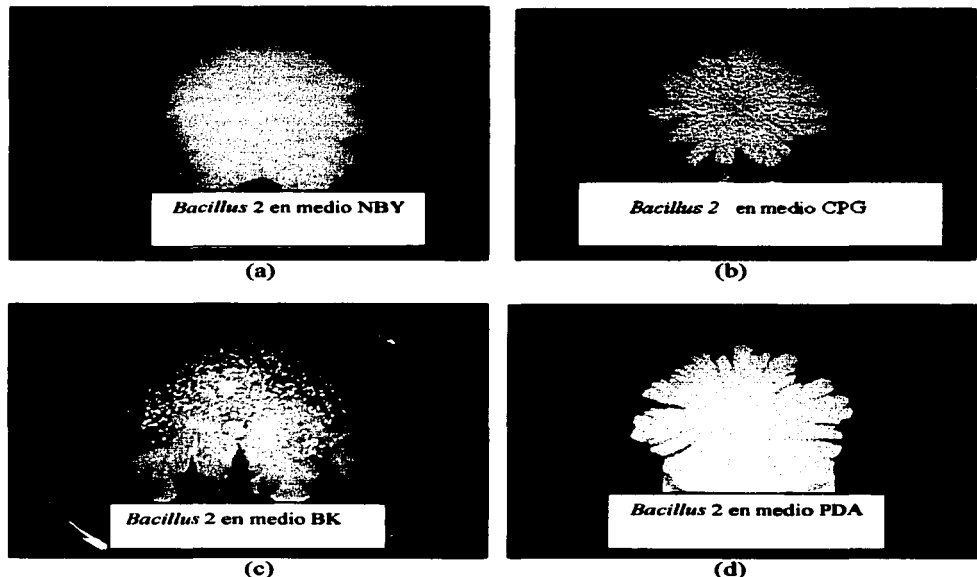 Bacillus 2 en medio NBY
(a)
Bacillus 2 en medio CPG
(b)
Bacillus 2 en medio BK
(c)
Bacillus 2 en medio PDA
(d)